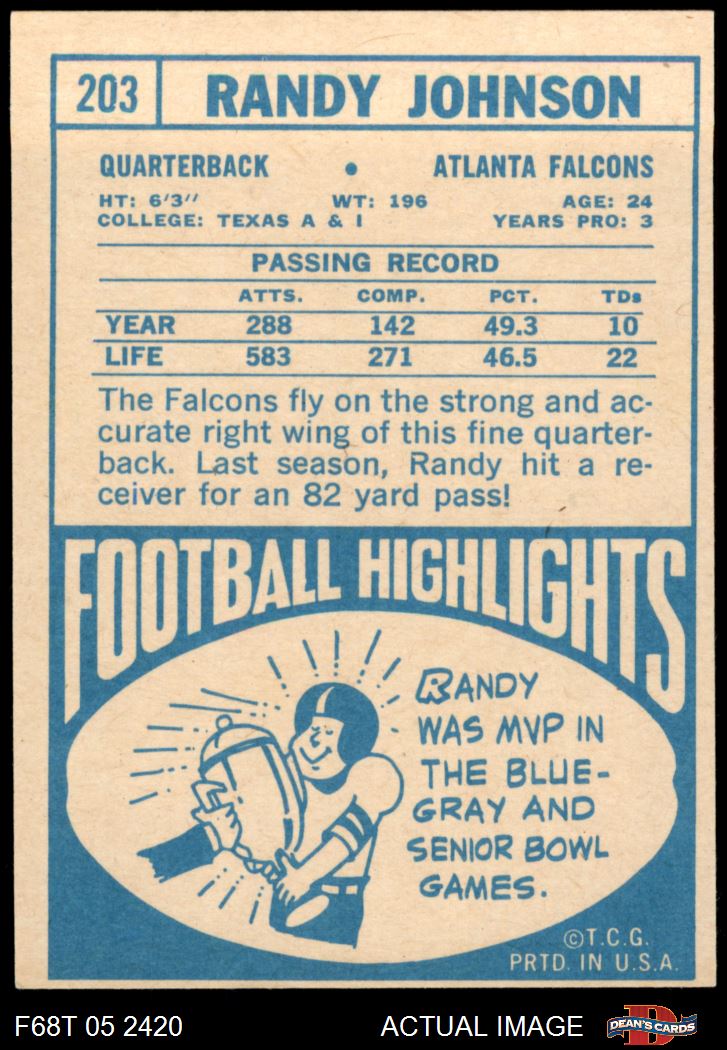 203 RANDY JOHNSON
QUARTERBACK • ATLANTA FALCONS
HT: 6'3" WT: 196 AGE: 24
COLLEGE: TEXAS A & I YEARS PRO: 3
PASSING RECORD
ATTS. COMP. PCT. TDs
YEAR 288 142 49.3 10
LIFE 583 271 46.5 22
The Falcons fly on the strong and ac-
curate right wing of this fine quarter-
back. Last season, Randy hit a re-
ceiver for an 82 yard pass!
FOOTBALL HIGHLIGHTS
RANDY
WAS MVP IN
THE BLUE-
GRAY AND
SENIOR BOWL
GAMES.
©T.C.G.
PRTD. IN U.S.A.
F68T 05 2420 ACTUAL IMAGE DEAN'S CARDS